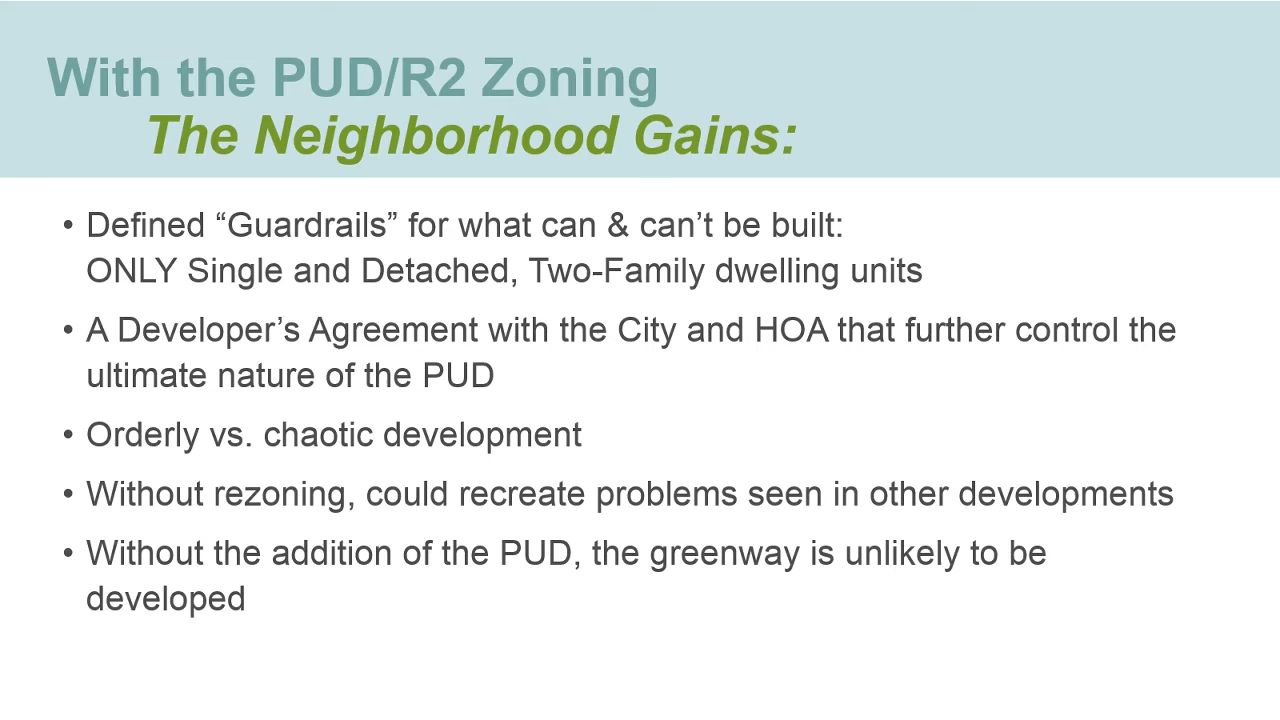 With the PUD/R2 Zoning
The Neighborhood Gains:
• Defined “Guardrails” for what can & can’t be built:
ONLY Single and Detached, Two-Family dwelling units
• A Developer’s Agreement with the City and HOA that further control the
ultimate nature of the PUD
• Orderly vs. chaotic development
• Without rezoning, could recreate problems seen in other developments
• Without the addition of the PUD, the greenway is unlikely to be
developed